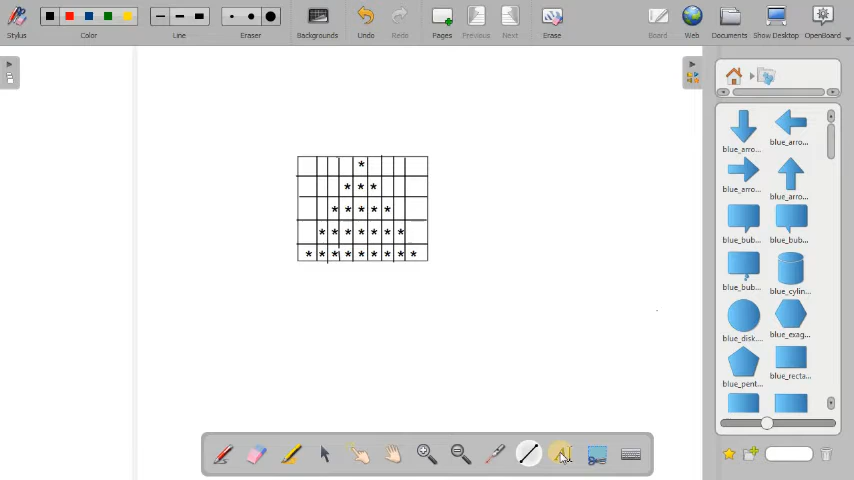 Stylus
Color
Line
Eraser
Backgrounds
Undo
Redo
Pages
Previous
Next
Erase
Board
Web
Documents
Show Desktop
OpenBoard
*
* * *
* * * * *
* * * * * * *
* * * * * * * * *
blue_arro...
blue_arro...
blue_arro...
blue_arro...
blue_bub...
blue_bub...
blue_bub...
blue_cylin...
blue_disk....
blue_exag...
blue_pent...
blue_recta...